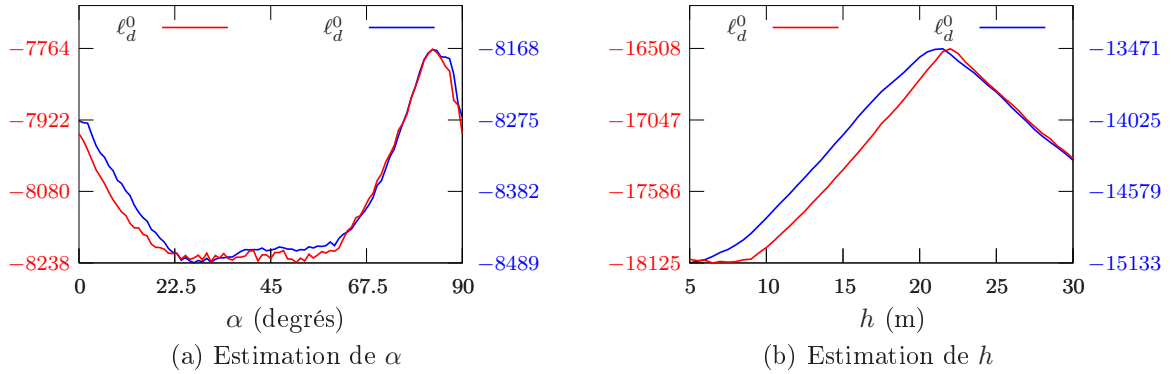 ℓ_d^0 ℓ_d^0
−7764
−7922
−8080
−8238
−8168
−8275
−8382
−8489
0 22.5 45 67.5 90
α (degrés)
(a) Estimation de α
ℓ_d^0 ℓ_d^0
−16508
−17047
−17586
−18125
−13471
−14025
−14579
−15133
5 10 15 20 25 30
h (m)
(b) Estimation de h